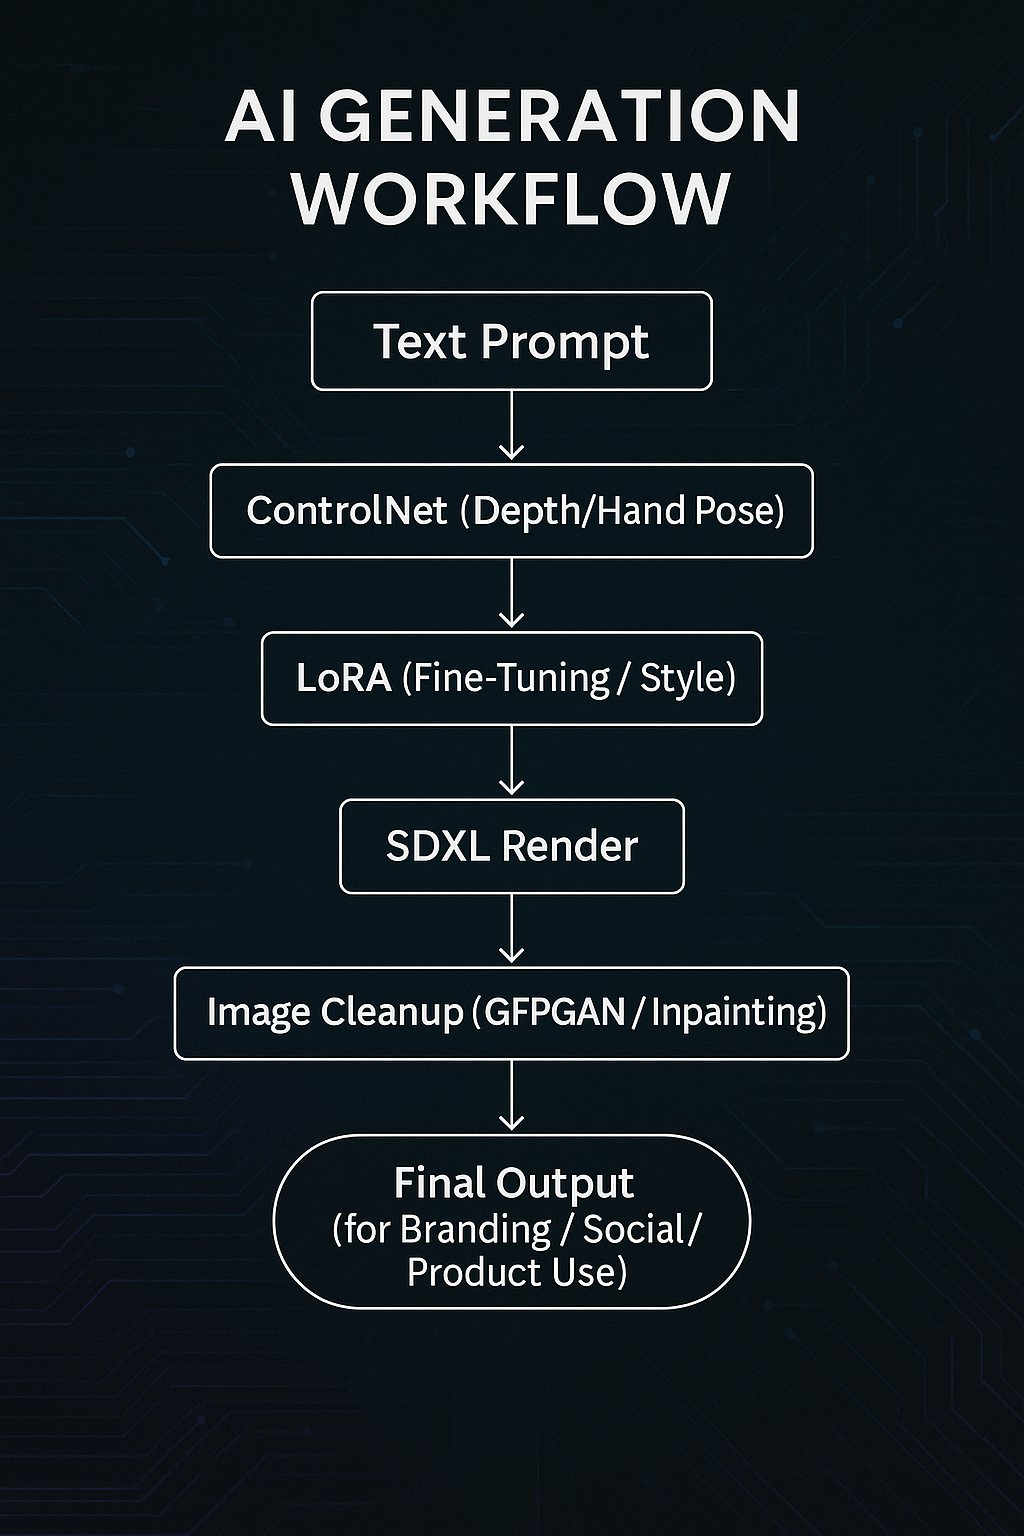 AI GENERATION
WORKFLOW
Text Prompt
ControlNet (Depth/Hand Pose)
LoRA (Fine-Tuning / Style)
SDXL Render
Image Cleanup (GFPGAN / Inpainting)
Final Output
(for Branding / Social/
Product Use)